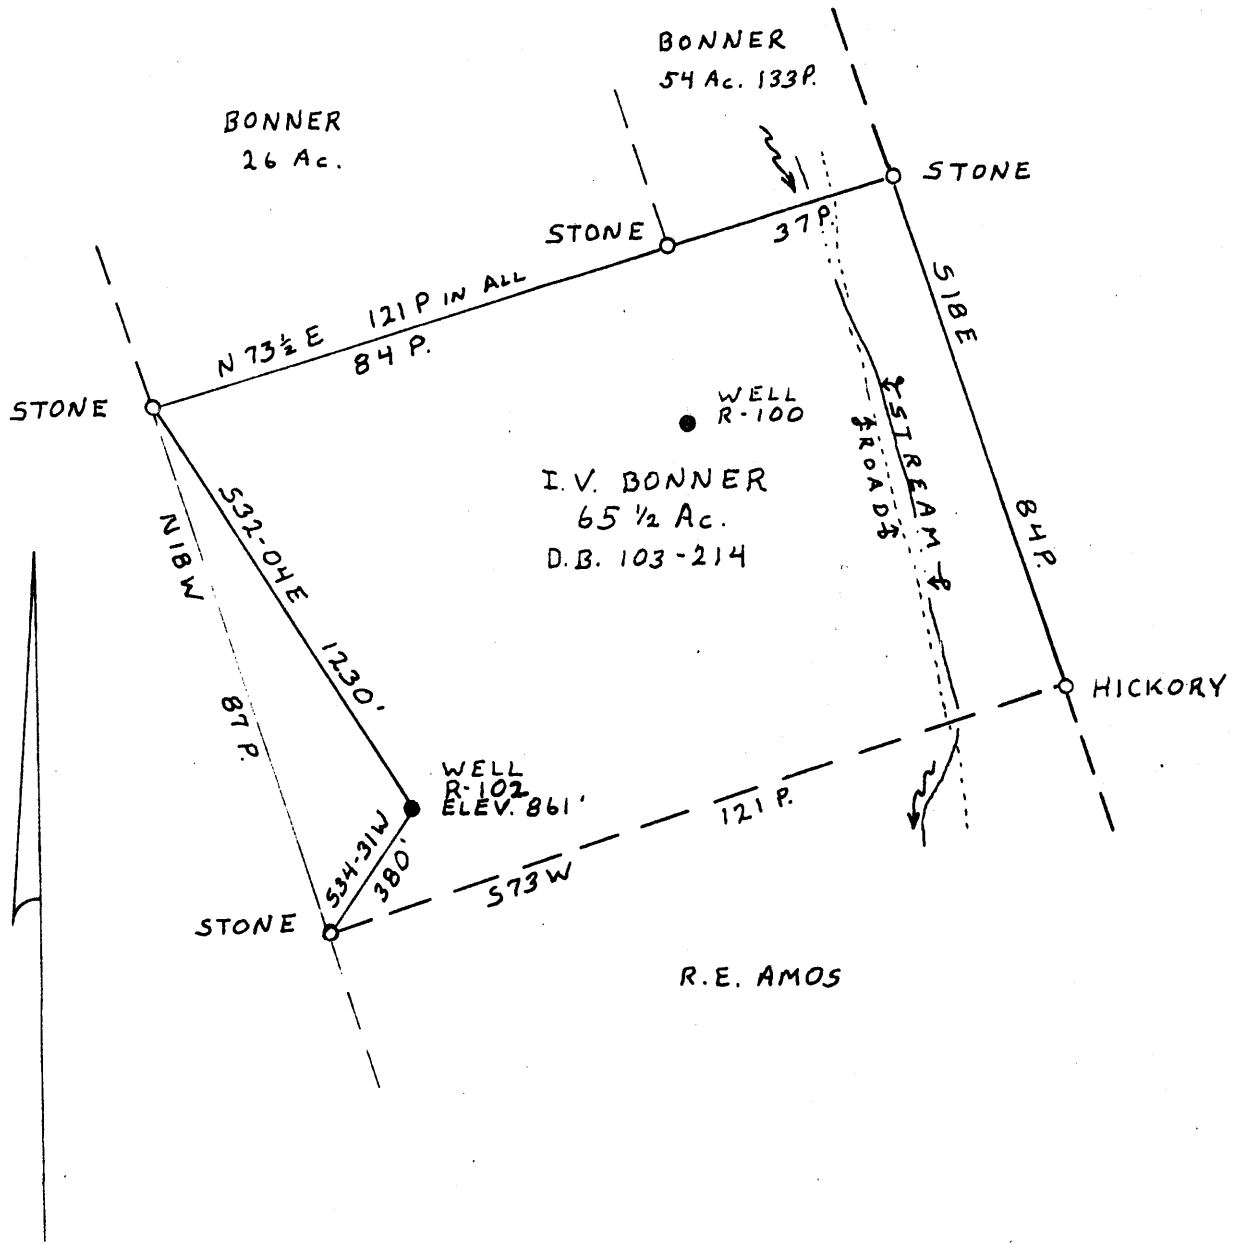 BONNER
54 Ac. 133P.
BONNER
26 Ac.
STONE
STONE
37 P.
121 P IN ALL
N 73½ E
84 P.
S18E
84P.
STONE
WELL
R-100
STREAM
ROAD
I. V. BONNER
65 ½ Ac.
D.B. 103-214
S32-04E
1230'
N18W
87 P.
HICKORY
WELL
R-102
ELEV. 861'
121 P.
S34-31W
380'
S73W
STONE
R.E. AMOS